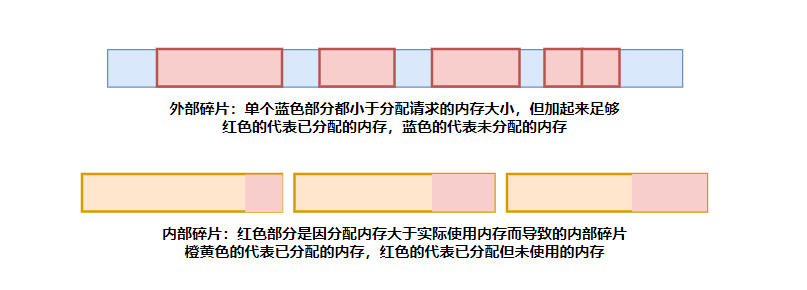 外部碎片：单个蓝色部分都小于分配请求的内存大小，但加起来足够
红色的代表已分配的内存，蓝色的代表未分配的内存
内部碎片：红色部分是因分配内存大于实际使用内存而导致的内部碎片
橙黄色的代表已分配的内存，红色的代表已分配但未使用的内存